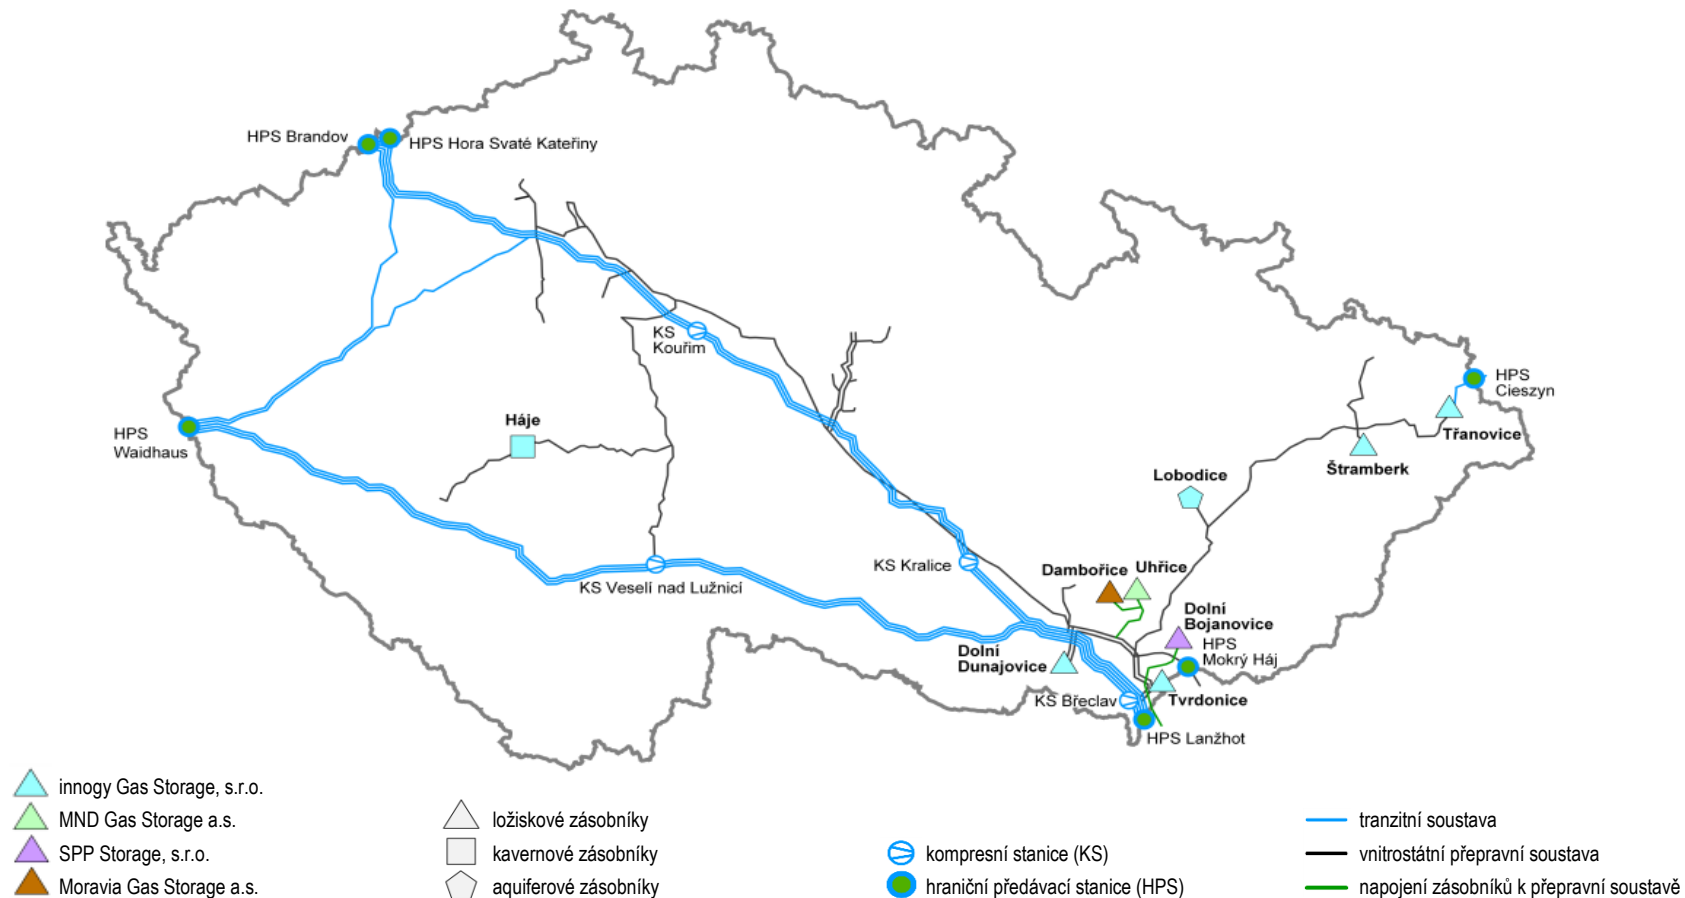 HPS Brandov
HPS Hora Svaté Kateřiny
KS
Kouřim
HPS
Cieszyn
Třanovice
HPS
Waidhaus
Háje
Štramberk
Lobodice
KS Kralice
Dambořice
Uhřice
KS Veselí nad Lužnicí
Dolní
Bojanovice
HPS
Mokrý Háj
Dolní
Dunajovice
KS Břeclav
Tvrdonice
HPS Lanžhot
innogy Gas Storage, s.r.o.
MND Gas Storage a.s.
SPP Storage, s.r.o.
Moravia Gas Storage a.s.
ložiskové zásobníky
kavernové zásobníky
aquiferové zásobníky
kompresní stanice (KS)
hraniční předávací stanice (HPS)
tranzitní soustava
vnitrostátní přepravní soustava
napojení zásobníků k přepravní soustavě